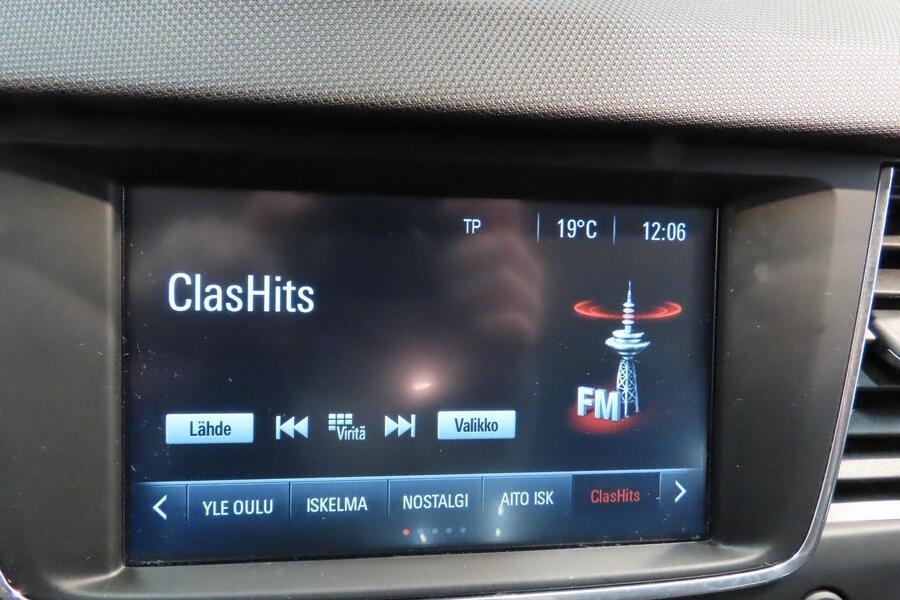 TP 19°C 12:06
ClasHits
FM
Lähde Viritä Valikko
YLE OULU ISKELMA NOSTALGI AITO ISK ClasHits